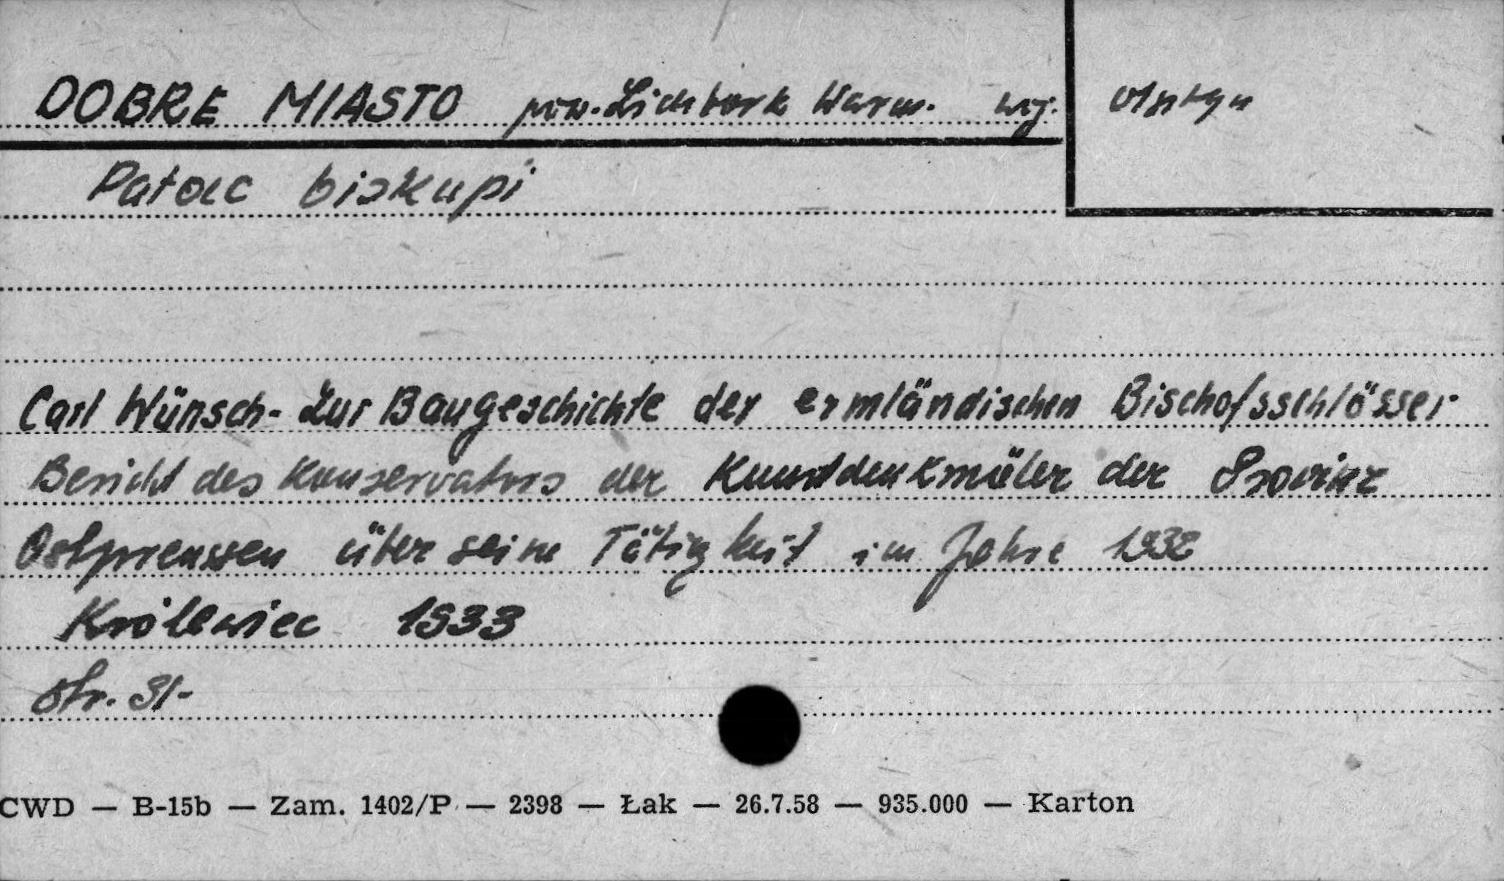 DOBRE MIASTO pow. Lidzbark Warm. woj. olsztyn
Pałac biskupi
Carl Wünsch - Zur Baugeschichte der ermländischen Bischofsschlösser
Bericht des Konservators der Kunstdenkmäler der Provinz
Ostpreussen über seine Tätigkeit im Jahre 1932
Królewiec 1933
str. 31-
CWD — B-15b — Zam. 1402/P — 2398 — Łak — 26.7.58 — 935.000 — Karton